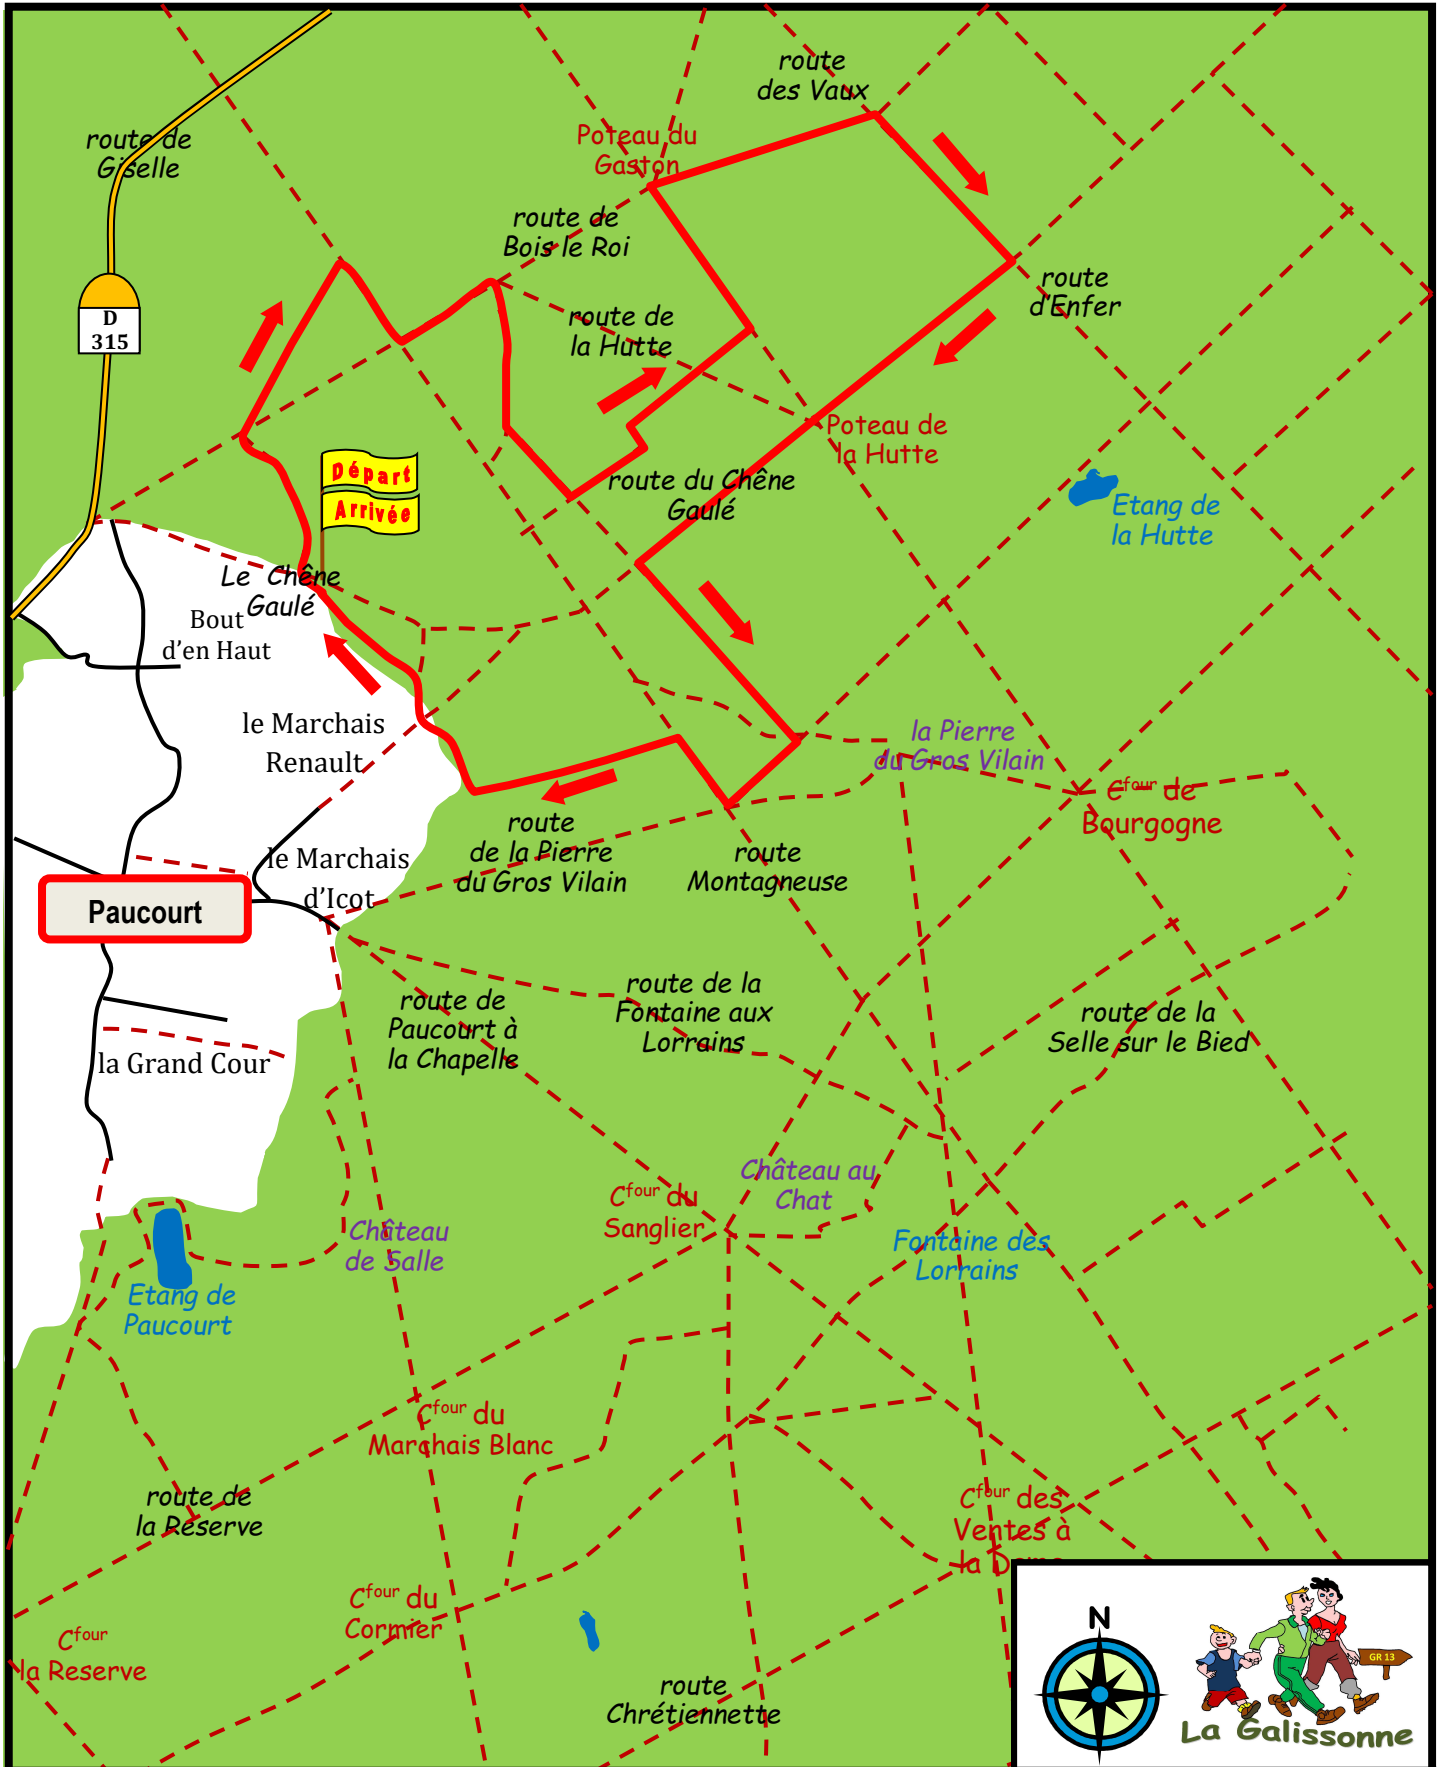 route
des Vaux
route de
Giselle
Poteau du
Gaston
route de
Bois le Roi
route
d'Enfer
D
315
route de
la Hutte
Poteau de
la Hutte
Départ
Arrivée
route du Chêne
Gaulé
Etang de
la Hutte
Le Chêne
Gaulé
Bout
d'en Haut
le Marchais
Renault
la Pierre
du Gros Vilain
Cfour de
Bourgogne
route
de la Pierre
du Gros Vilain
route
Montagneuse
le Marchais
d'Icot
Paucourt
route de
Paucourt à
la Chapelle
route de la
Fontaine aux
Lorrains
route de la
Selle sur le Bied
la Grand Cour
Château au
Chat
Cfour du
Sanglier
Château
de Salle
Fontaine des
Lorrains
Etang de
Paucourt
Cfour du
Marchais Blanc
route de
la Réserve
Cfour des
Ventes à
la Dame
Cfour du
Cormier
Cfour
la Reserve
route
Chrétiennette
N
GR 13
La Galissonne